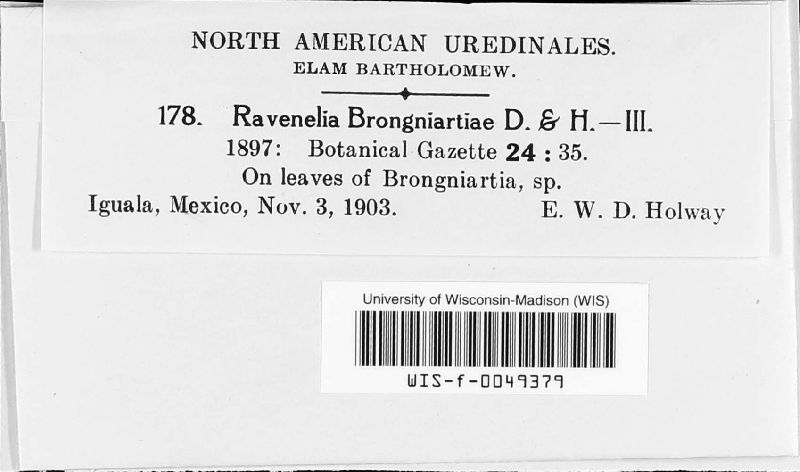 NORTH AMERICAN UREDINALES.
ELAM BARTHOLOMEW.
178. Ravenelia Brongniartiae D. & H.—III.
1897: Botanical Gazette 24 : 35.
On leaves of Brongniartia, sp.
Iguala, Mexico, Nov. 3, 1903. E. W. D. Holway
University of Wisconsin-Madison (WIS)
WIS-f-0049379